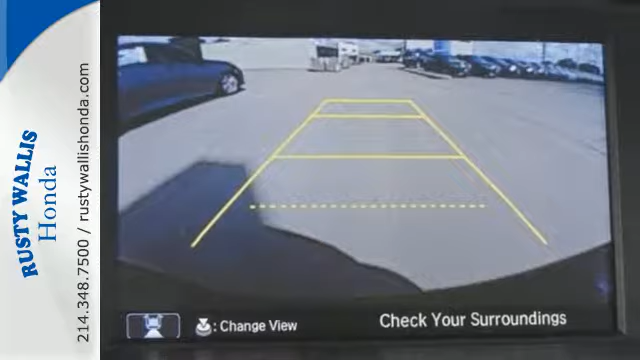 RUSTY WALLIS
Honda
214.348.7500 / rustywallishonda.com
: Change View
Check Your Surroundings